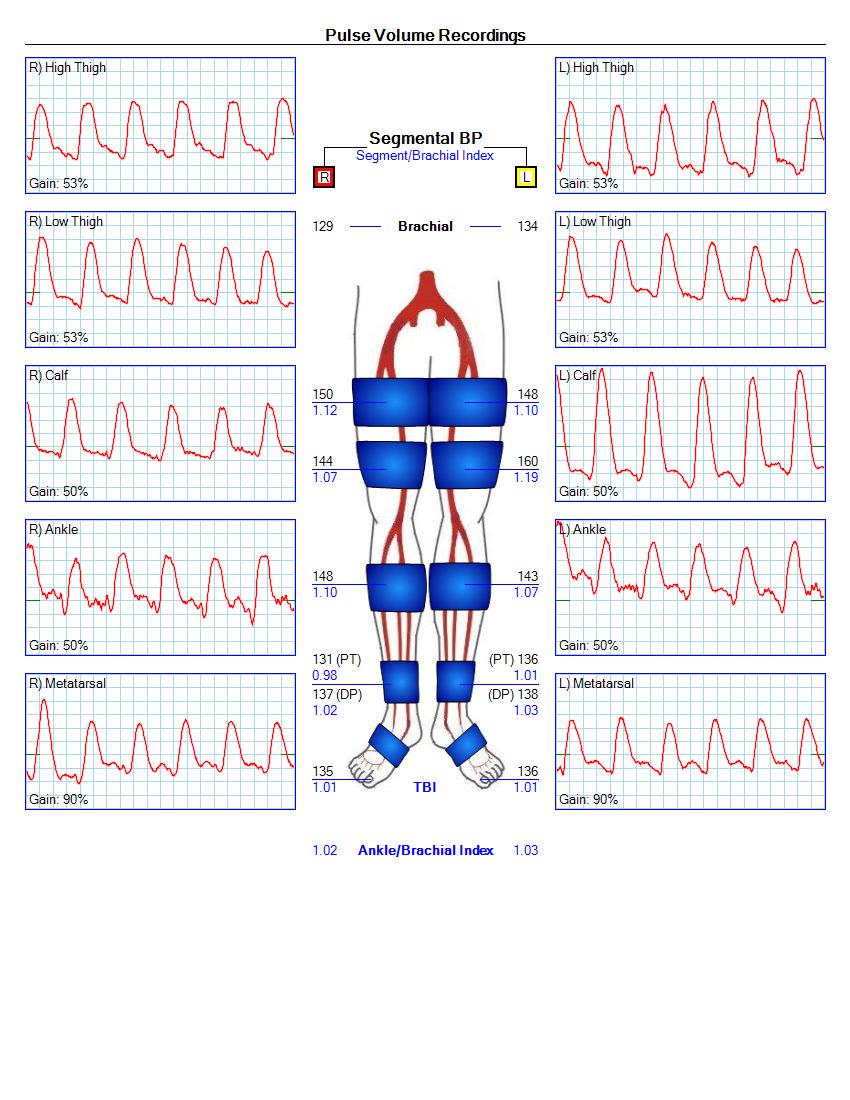 Pulse Volume Recordings
R) High Thigh
Gain: 53%
R) Low Thigh
Gain: 53%
R) Calf
Gain: 50%
R) Ankle
Gain: 50%
R) Metatarsal
Gain: 90%
Segmental BP
Segment/Brachial Index
R L
129 Brachial 134
150 148
1.12 1.10
144 160
1.07 1.19
148 143
1.10 1.07
131 (PT) (PT) 136
0.98 1.01
137 (DP) (DP) 138
1.02 1.03
135 136
1.01 TBI 1.01
1.02 Ankle/Brachial Index 1.03
L) High Thigh
Gain: 53%
L) Low Thigh
Gain: 53%
L) Calf
Gain: 50%
L) Ankle
Gain: 50%
L) Metatarsal
Gain: 90%